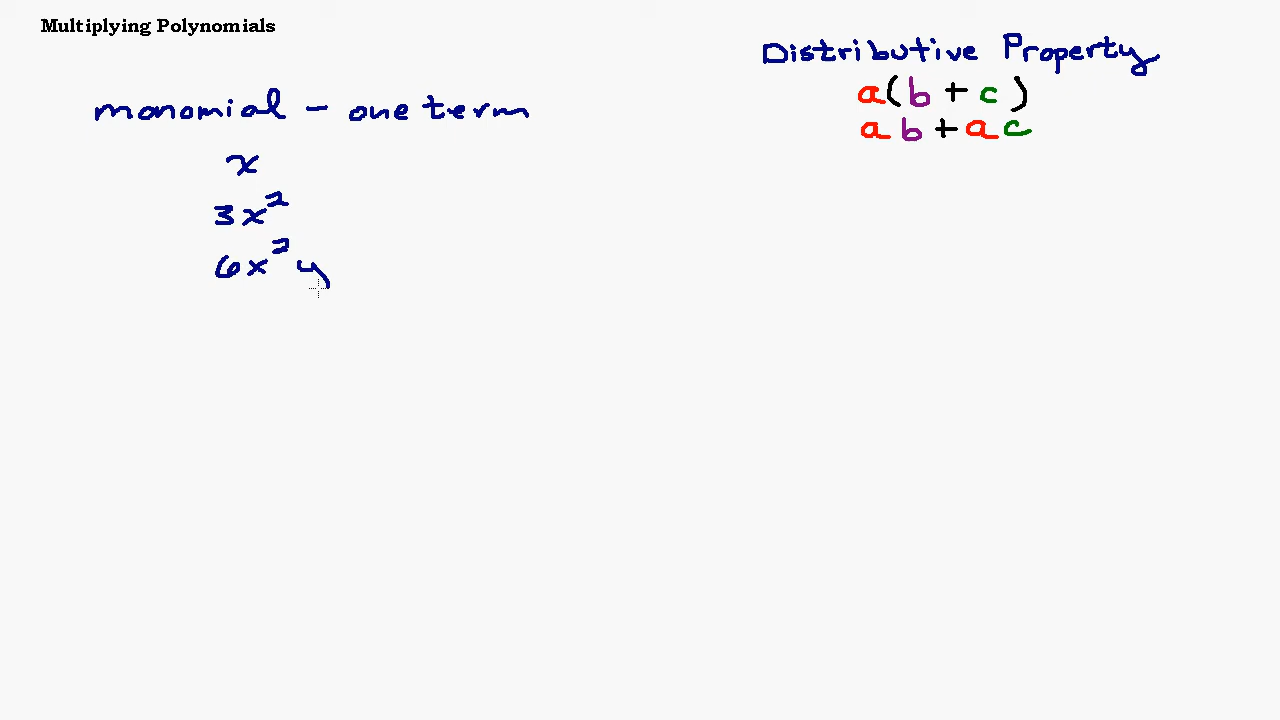 Multiplying Polynomials
monomial - one term
x
3x²
6x²y
Distributive Property
a(b + c)
ab + ac